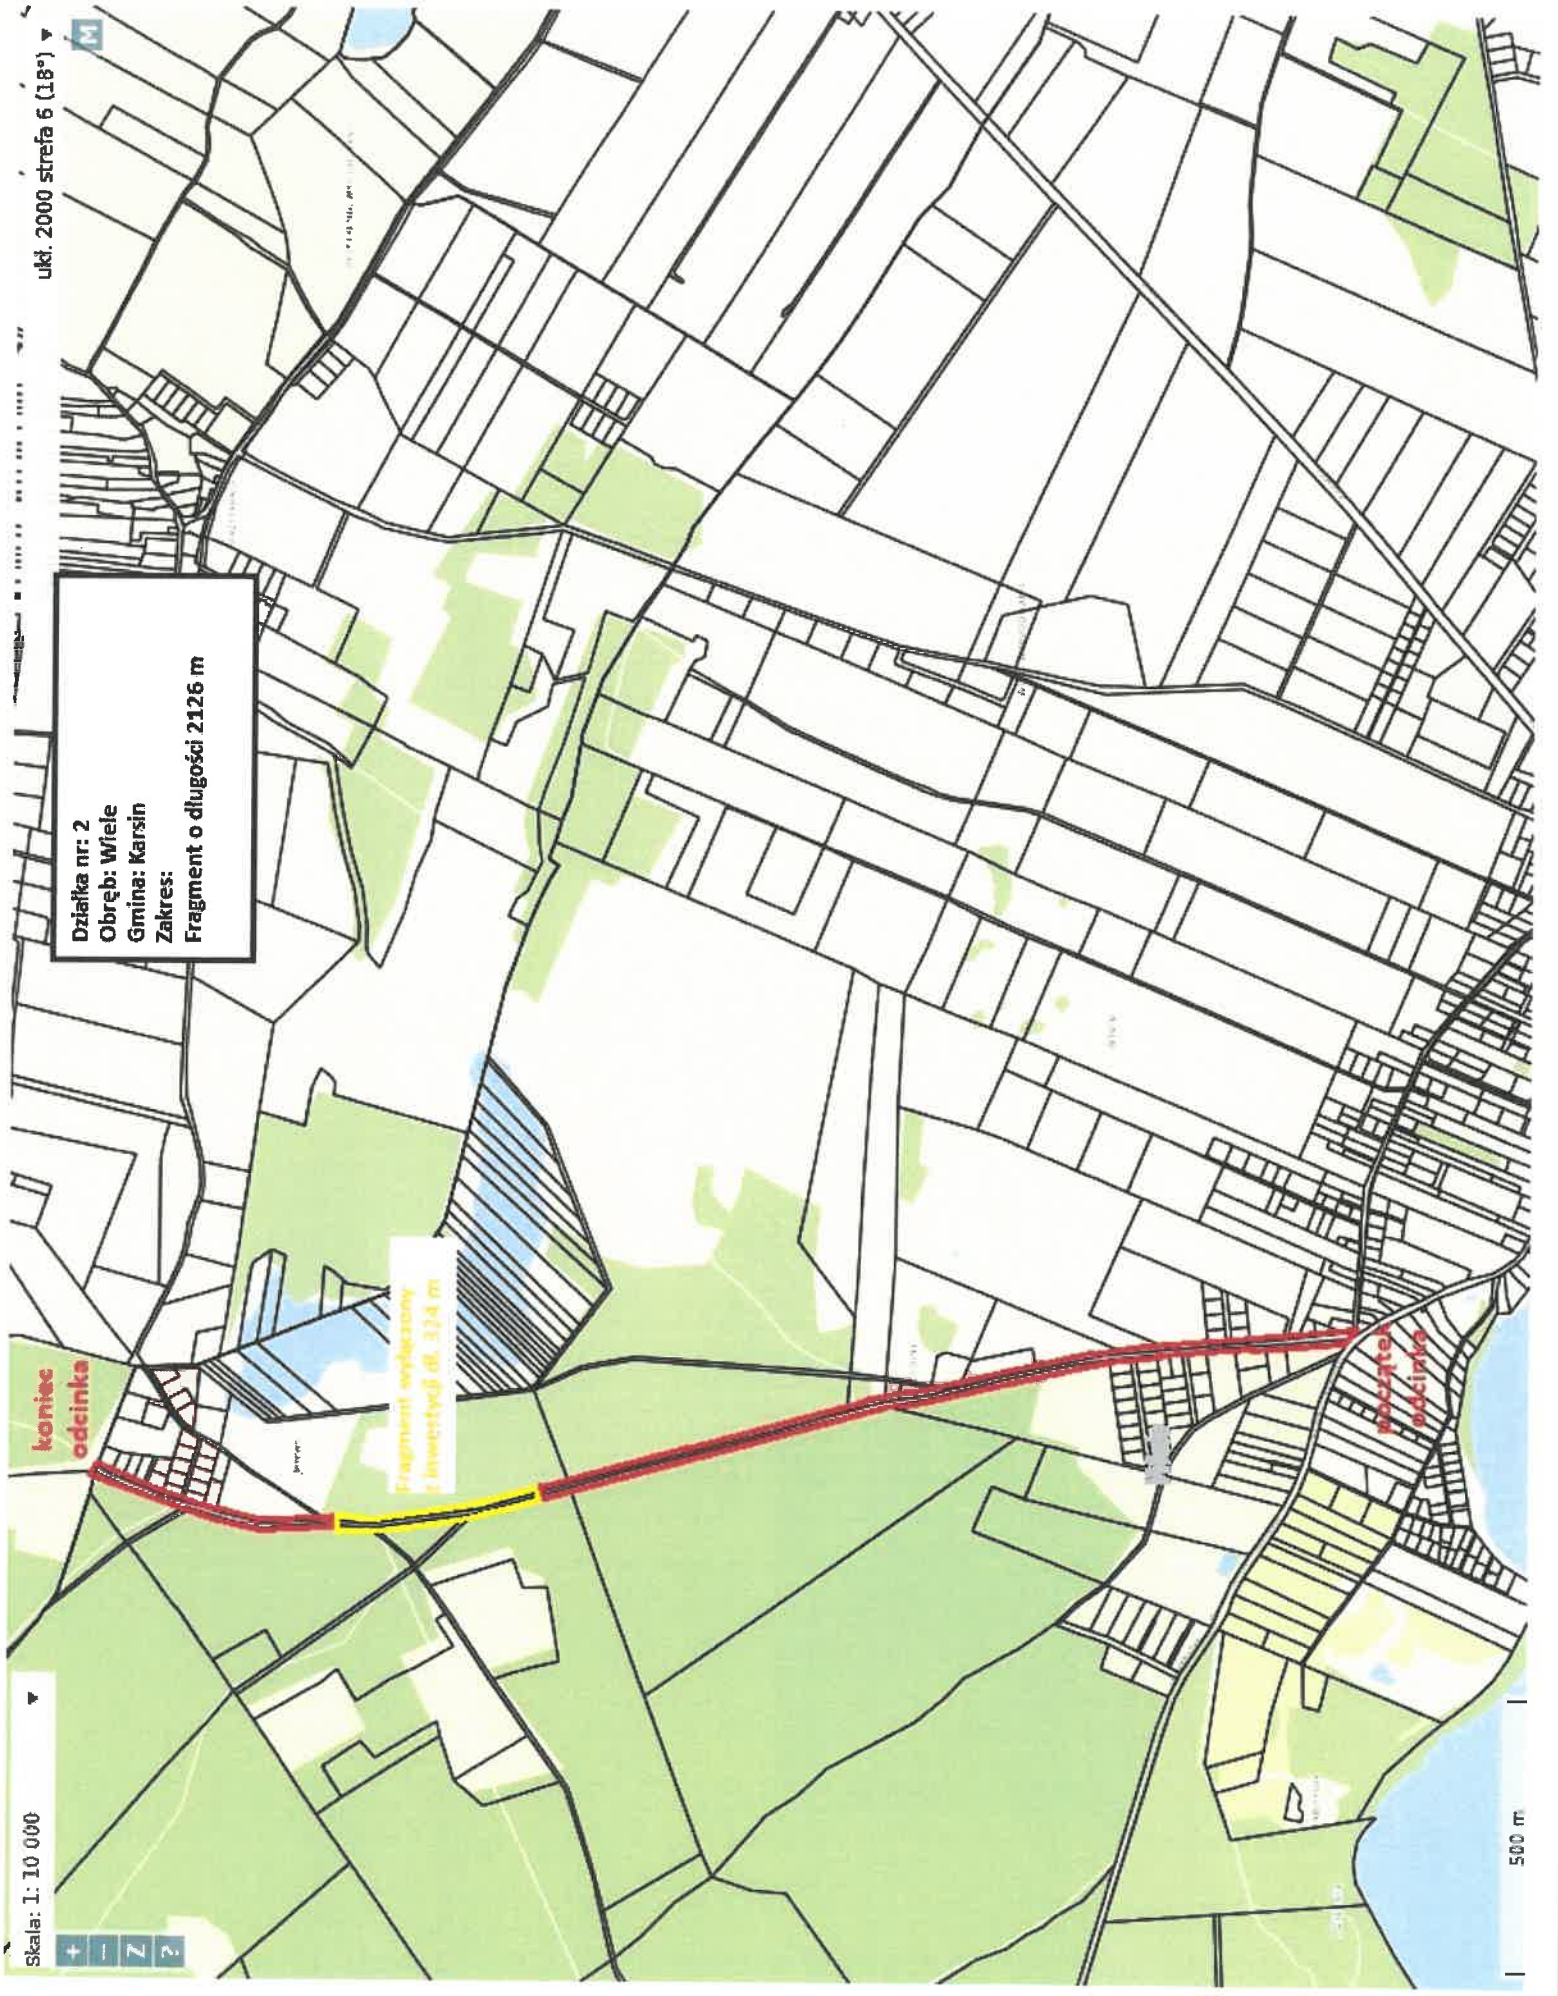 Skala: 1: 10 000
ukł. 2000 strefa 6 (18°)
M
+
−
Z
?
Działka nr: 2
Obręb: Wiele
Gmina: Karsin
Zakres:
Fragment o długości 2126 m
koniec
odcinka
Fragment wyłączony
z inwestycji dł. 324 m
początek
odcinka
500 m